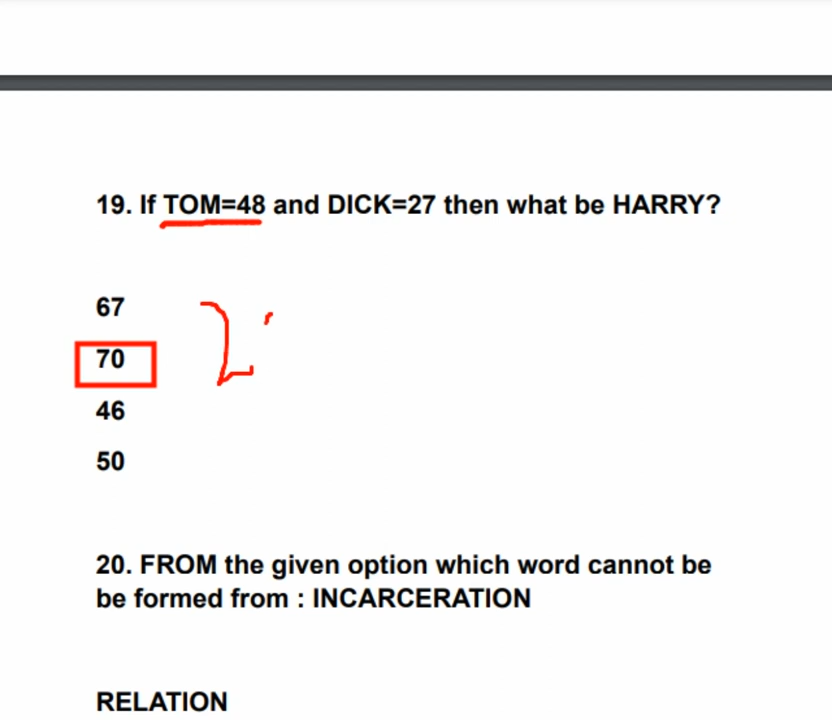 19. If TOM=48 and DICK=27 then what be HARRY?
67
70
46
50
20. FROM the given option which word cannot be
be formed from : INCARCERATION
RELATION